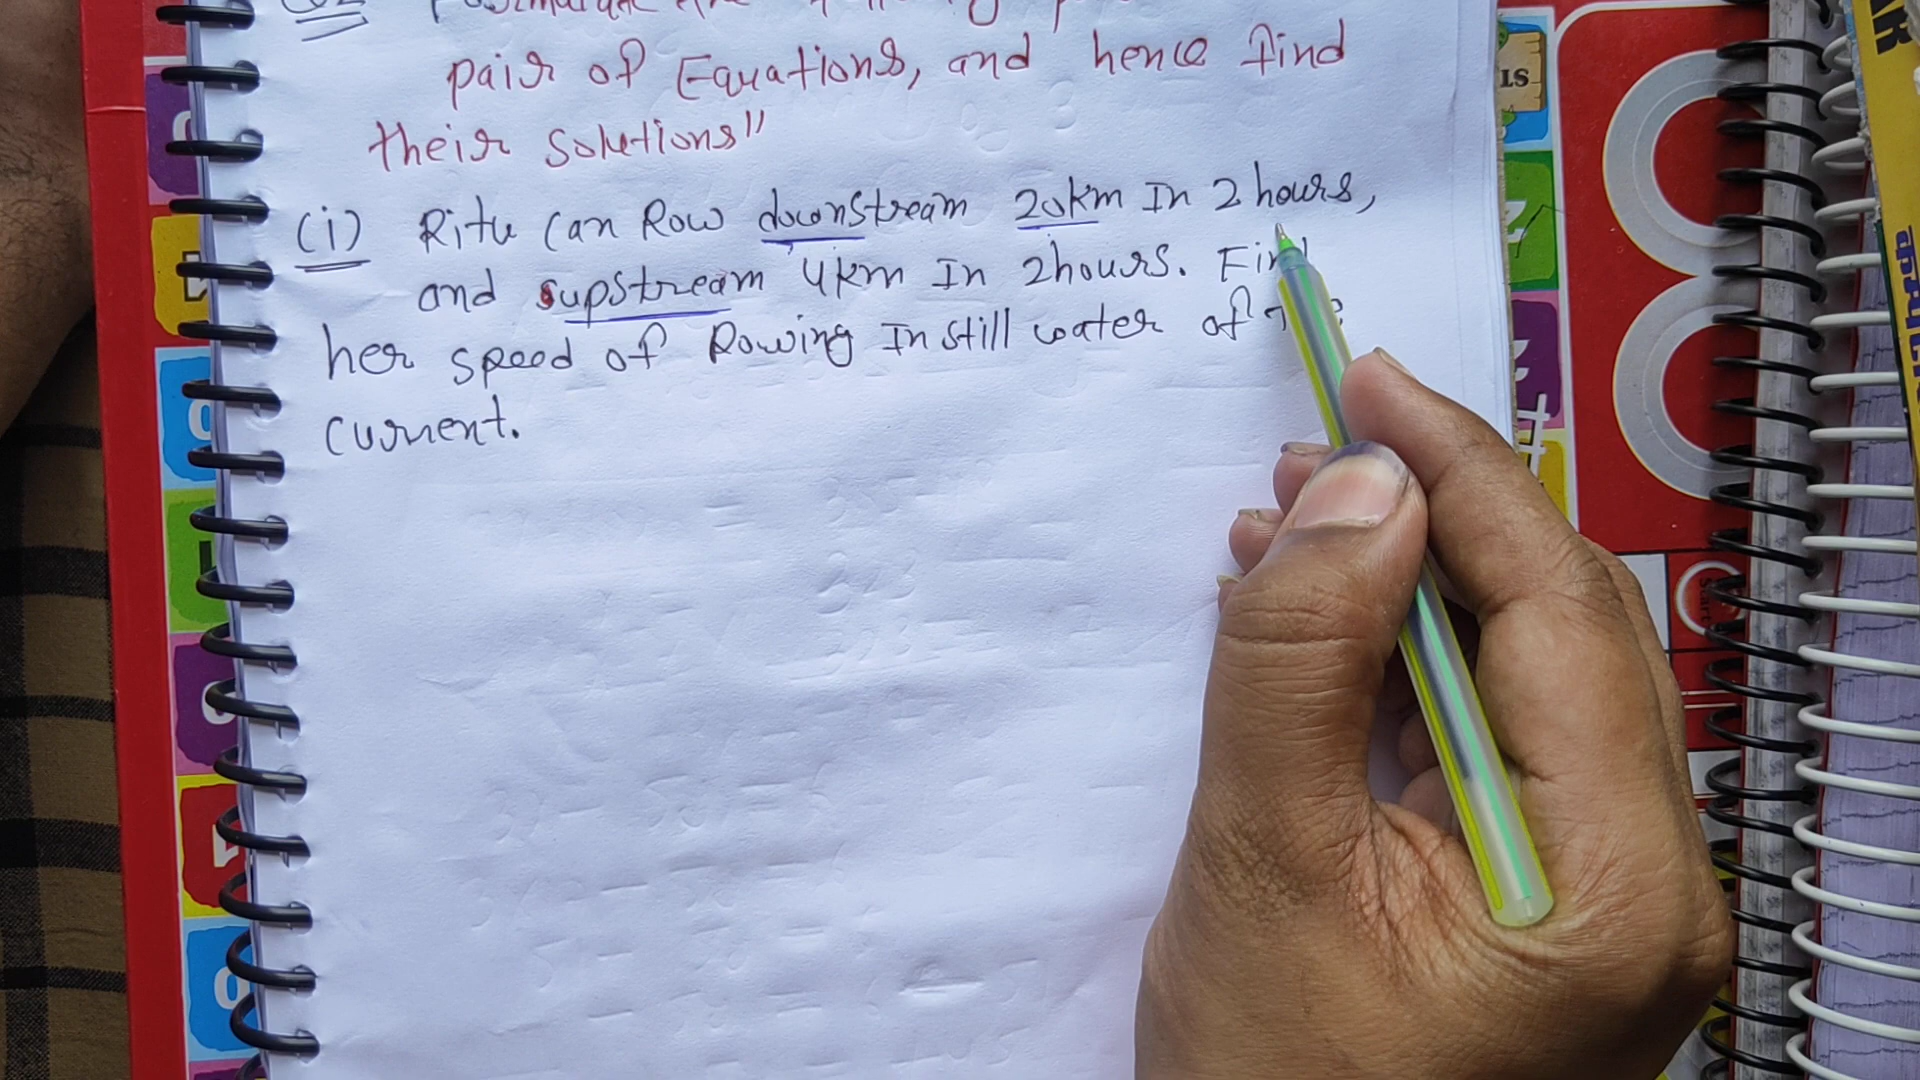 pair of Equations, and hence find
their solutions"
(i) Ritu can Row downstream 20km In 2 hours,
and supstream 4km In 2hours. Find
her speed of Rowing In still water of
current.